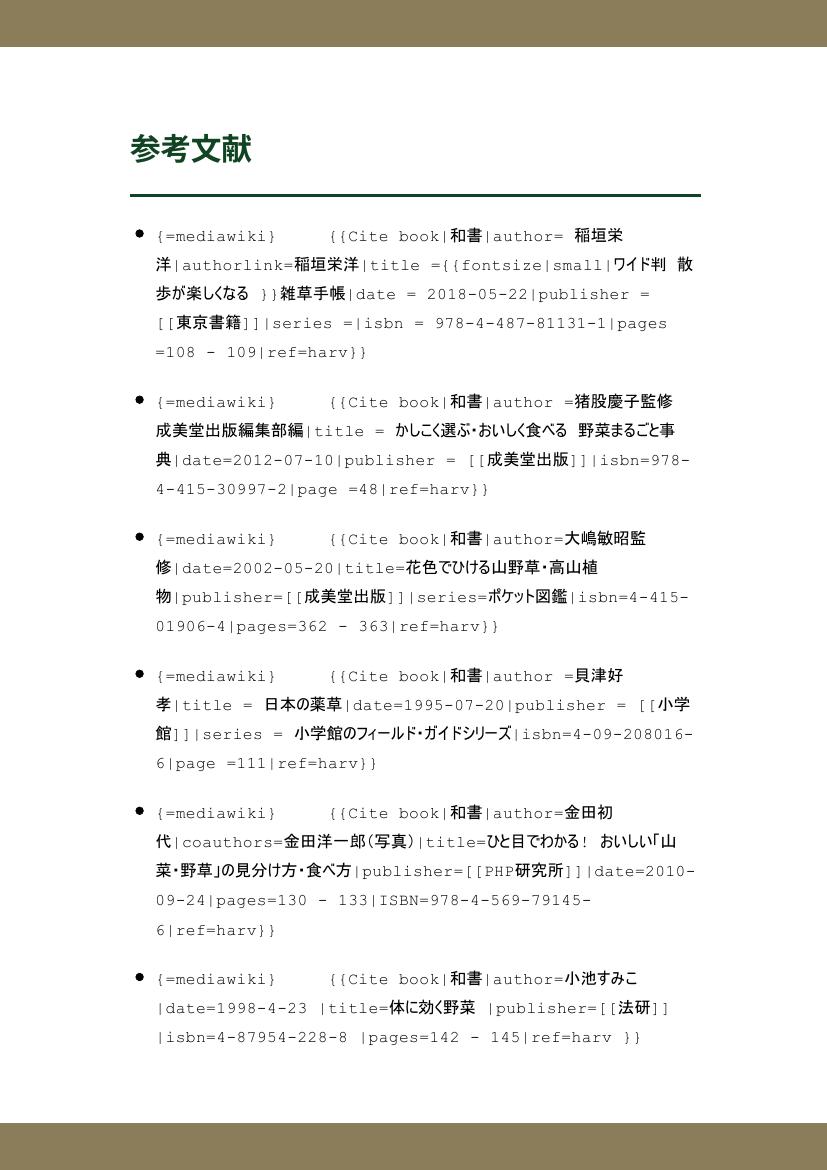 参考文献
• {=mediawiki} {{Cite book|和書|author= 稲垣栄
洋|authorlink=稲垣栄洋|title ={{fontsize|small|ワイド判 散
歩が楽しくなる }}雑草手帳|date = 2018-05-22|publisher =
[[東京書籍]]|series =|isbn = 978-4-487-81131-1|pages
=108 - 109|ref=harv}}
• {=mediawiki} {{Cite book|和書|author =猪股慶子監修
成美堂出版編集部編|title = かしこく選ぶ・おいしく食べる 野菜まるごと事
典|date=2012-07-10|publisher = [[成美堂出版]]|isbn=978-
4-415-30997-2|page =48|ref=harv}}
• {=mediawiki} {{Cite book|和書|author=大嶋敏昭監
修|date=2002-05-20|title=花色でひける山野草・高山植
物|publisher=[[成美堂出版]]|series=ポケット図鑑|isbn=4-415-
01906-4|pages=362 - 363|ref=harv}}
• {=mediawiki} {{Cite book|和書|author =貝津好
孝|title = 日本の薬草|date=1995-07-20|publisher = [[小学
館]]|series = 小学館のフィールド・ガイドシリーズ|isbn=4-09-208016-
6|page =111|ref=harv}}
• {=mediawiki} {{Cite book|和書|author=金田初
代|coauthors=金田洋一郎(写真)|title=ひと目でわかる! おいしい「山
菜・野草」の見分け方・食べ方|publisher=[[PHP研究所]]|date=2010-
09-24|pages=130 - 133|ISBN=978-4-569-79145-
6|ref=harv}}
• {=mediawiki} {{Cite book|和書|author=小池すみこ
|date=1998-4-23 |title=体に効く野菜 |publisher=[[法研]]
|isbn=4-87954-228-8 |pages=142 - 145|ref=harv }}